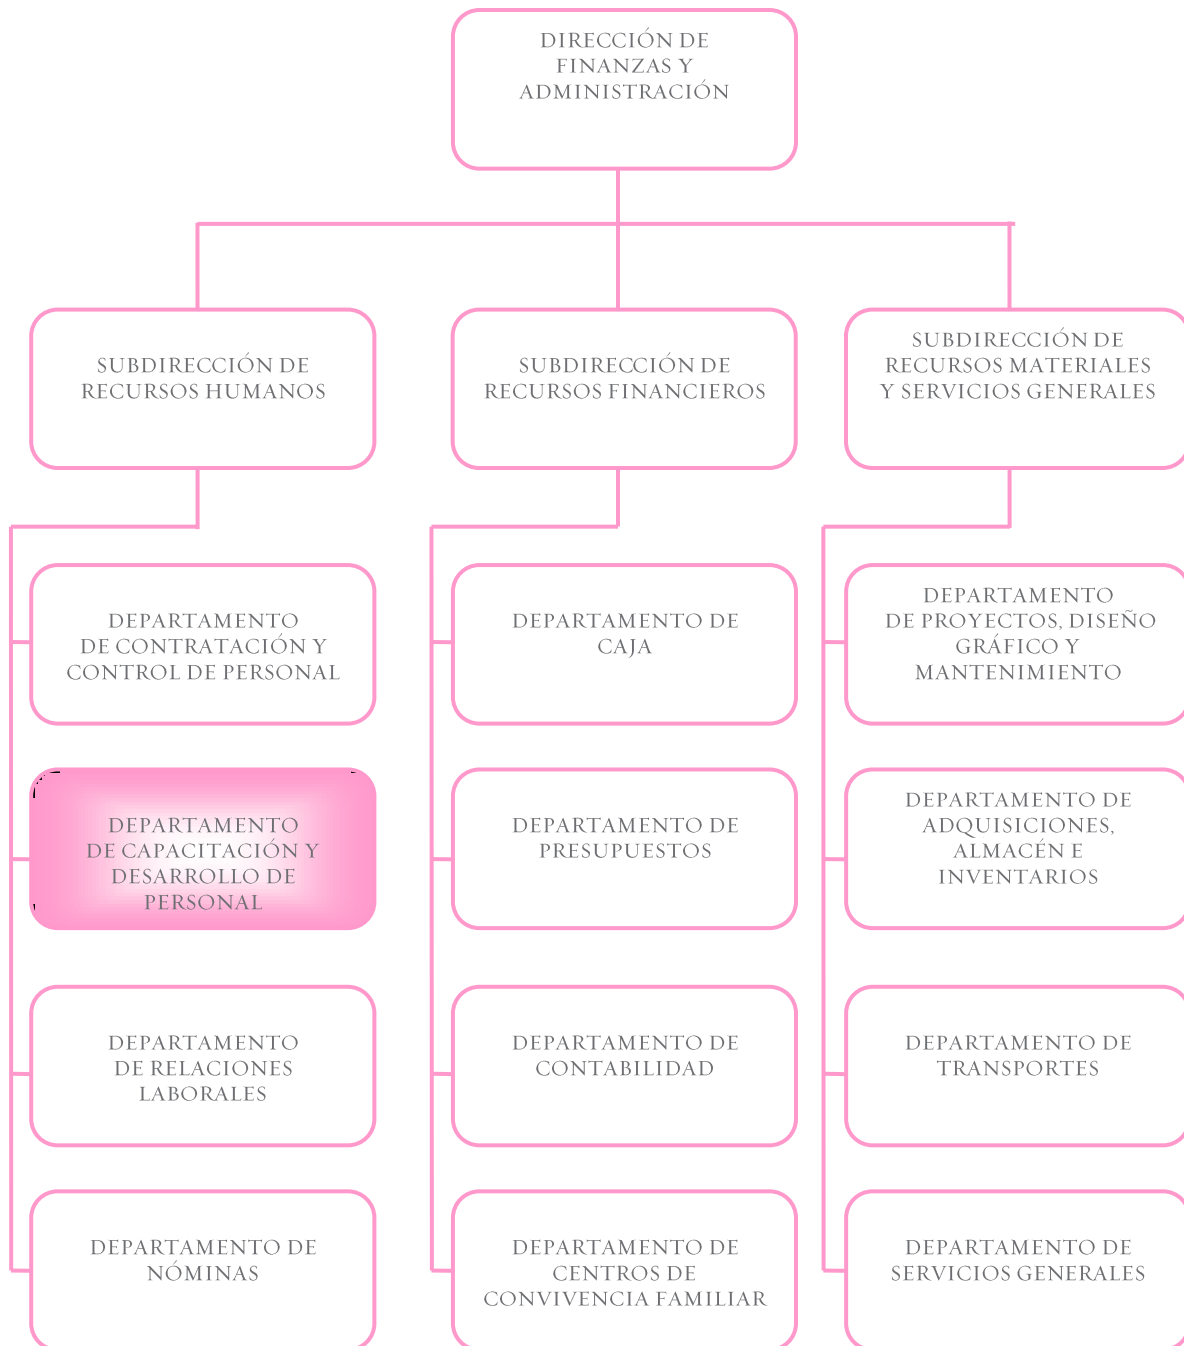 DIRECCIÓN DE
FINANZAS Y
ADMINISTRACIÓN
SUBDIRECCIÓN DE
RECURSOS HUMANOS
SUBDIRECCIÓN DE
RECURSOS FINANCIEROS
SUBDIRECCIÓN DE
RECURSOS MATERIALES
Y SERVICIOS GENERALES
DEPARTAMENTO
DE CONTRATACIÓN Y
CONTROL DE PERSONAL
DEPARTAMENTO DE
CAJA
DEPARTAMENTO
DE PROYECTOS, DISEÑO
GRÁFICO Y
MANTENIMIENTO
DEPARTAMENTO
DE CAPACITACIÓN Y
DESARROLLO DE
PERSONAL
DEPARTAMENTO DE
PRESUPUESTOS
DEPARTAMENTO DE
ADQUISICIONES,
ALMACÉN E
INVENTARIOS
DEPARTAMENTO
DE RELACIONES
LABORALES
DEPARTAMENTO DE
CONTABILIDAD
DEPARTAMENTO DE
TRANSPORTES
DEPARTAMENTO DE
NÓMINAS
DEPARTAMENTO DE
CENTROS DE
CONVIVENCIA FAMILIAR
DEPARTAMENTO DE
SERVICIOS GENERALES